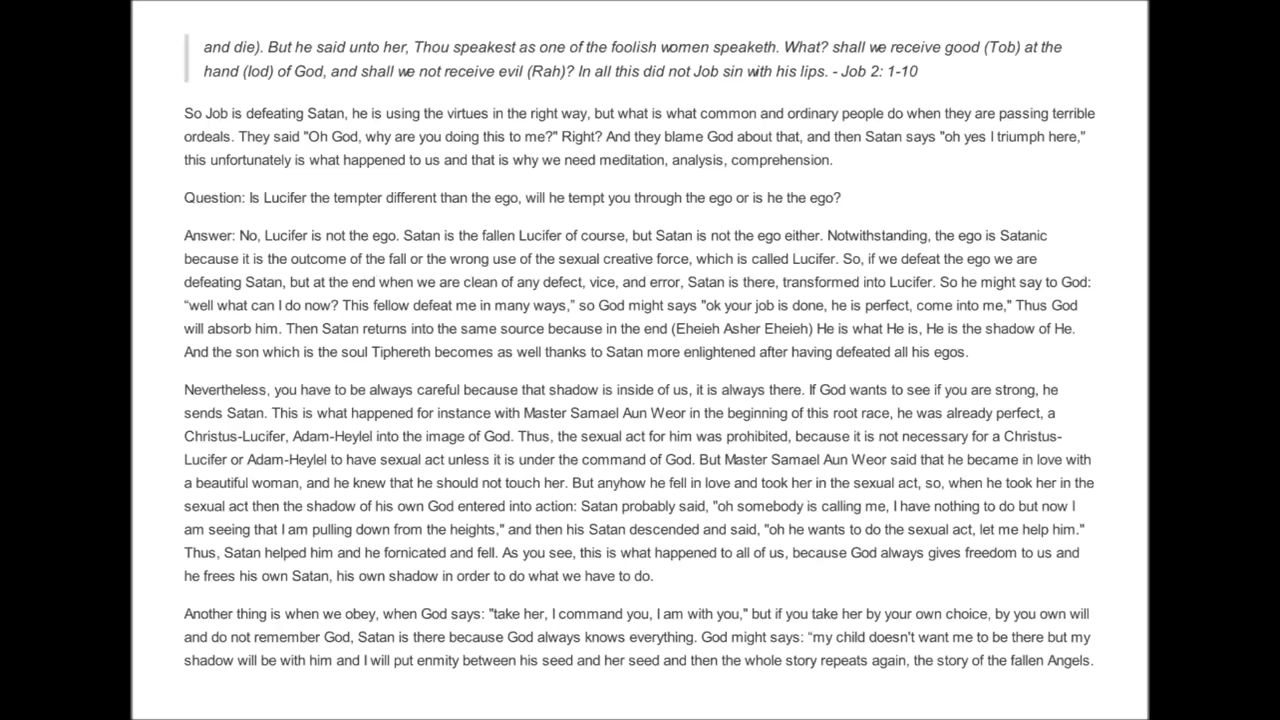 and die). But he said unto her, Thou speakest as one of the foolish women speaketh. What? shall we receive good (Tob) at the
hand (Iod) of God, and shall we not receive evil (Rah)? In all this did not Job sin with his lips. - Job 2: 1-10
So Job is defeating Satan, he is using the virtues in the right way, but what is what common and ordinary people do when they are passing terrible
ordeals. They said "Oh God, why are you doing this to me?" Right? And they blame God about that, and then Satan says "oh yes I triumph here,"
this unfortunately is what happened to us and that is why we need meditation, analysis, comprehension.
Question: Is Lucifer the tempter different than the ego, will he tempt you through the ego or is he the ego?
Answer: No, Lucifer is not the ego. Satan is the fallen Lucifer of course, but Satan is not the ego either. Notwithstanding, the ego is Satanic
because it is the outcome of the fall or the wrong use of the sexual creative force, which is called Lucifer. So, if we defeat the ego we are
defeating Satan, but at the end when we are clean of any defect, vice, and error, Satan is there, transformed into Lucifer. So he might say to God:
“well what can I do now? This fellow defeat me in many ways,” so God might says "ok your job is done, he is perfect, come into me," Thus God
will absorb him. Then Satan returns into the same source because in the end (Eheieh Asher Eheieh) He is what He is, He is the shadow of He.
And the son which is the soul Tiphereth becomes as well thanks to Satan more enlightened after having defeated all his egos.
Nevertheless, you have to be always careful because that shadow is inside of us, it is always there. If God wants to see if you are strong, he
sends Satan. This is what happened for instance with Master Samael Aun Weor in the beginning of this root race, he was already perfect, a
Christus-Lucifer, Adam-Heylel into the image of God. Thus, the sexual act for him was prohibited, because it is not necessary for a Christus-
Lucifer or Adam-Heylel to have sexual act unless it is under the command of God. But Master Samael Aun Weor said that he became in love with
a beautiful woman, and he knew that he should not touch her. But anyhow he fell in love and took her in the sexual act, so, when he took her in the
sexual act then the shadow of his own God entered into action: Satan probably said, "oh somebody is calling me, I have nothing to do but now I
am seeing that I am pulling down from the heights," and then his Satan descended and said, "oh he wants to do the sexual act, let me help him."
Thus, Satan helped him and he fornicated and fell. As you see, this is what happened to all of us, because God always gives freedom to us and
he frees his own Satan, his own shadow in order to do what we have to do.
Another thing is when we obey, when God says: "take her, I command you, I am with you," but if you take her by your own choice, by you own will
and do not remember God, Satan is there because God always knows everything. God might says: “my child doesn't want me to be there but my
shadow will be with him and I will put enmity between his seed and her seed and then the whole story repeats again, the story of the fallen Angels.